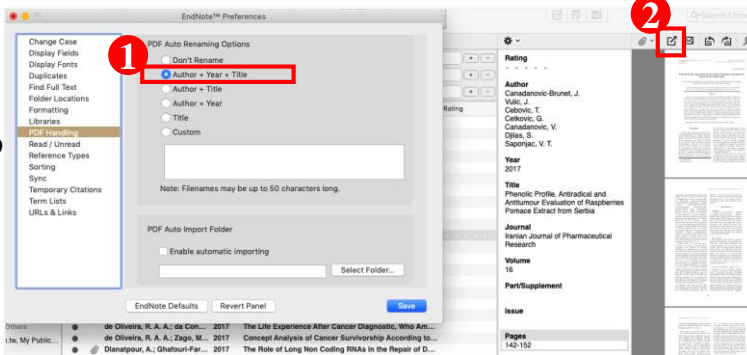 EndNote™ Preferences
2
Search Libra
Change Case
Display Fields
Display Fonts
Duplicates
Find Full Text
Folder Locations
Formatting
Libraries
PDF Handling
Read / Unread
Reference Types
Sorting
Sync
Temporary Citations
Term Lists
URLs & Links
1
PDF Auto Renaming Options
Don't Rename
Author + Year + Title
Author + Title
Author + Year
Title
Custom
Note: Filenames may be up to 50 characters long.
PDF Auto Import Folder
Enable automatic importing
Select Folder...
EndNote Defaults
Revert Panel
Save
Rating
Rating
Author
Canadanovic-Brunet, J.
Vulic, J.
Cebovic, T.
Cetkovic, G.
Canadanovic, V.
Djilas, S.
Saponjac, V. T.
Year
2017
Title
Phenolic Profile, Antiradical and
Antitumour Evaluation of Raspberries
Pomace Extract from Serbia
Journal
Iranian Journal of Pharmaceutical
Research
Volume
16
Part/Supplement
Issue
Pages
142-152
Others
.tw, My Public...
de Oliveira, R. A. A.; da Con... 2017 The Life Experience After Cancer Diagnostic, Who Am...
de Oliveira, R. A. A.; Zago, M... 2017 Concept Analysis of Cancer Survivorship According to...
Dianatpour, A.; Ghafouri-Far... 2017 The Role of Long Non Coding RNAs in the Repair of D...